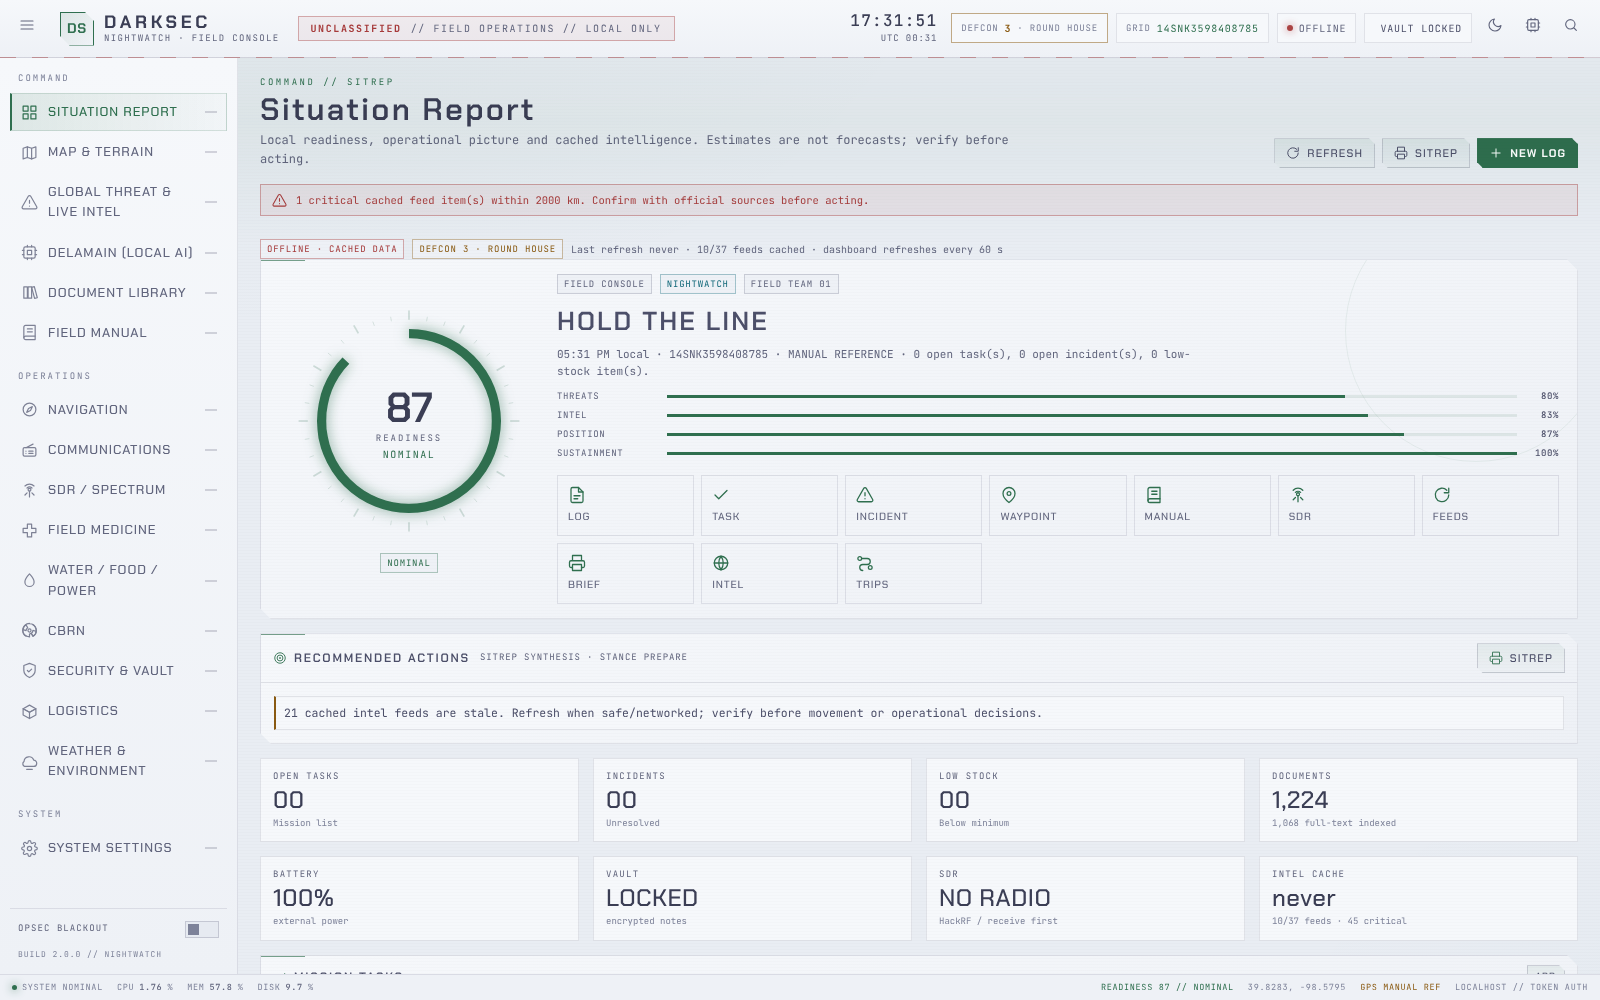 DS
DARKSEC
NIGHTWATCH · FIELD CONSOLE
UNCLASSIFIED // FIELD OPERATIONS // LOCAL ONLY
17:31:51
UTC 00:31
DEFCON 3 · ROUND HOUSE
GRID 14SNK3598408785
OFFLINE
VAULT LOCKED
COMMAND
SITUATION REPORT
MAP & TERRAIN
GLOBAL THREAT &
LIVE INTEL
DELAMAIN (LOCAL AI)
DOCUMENT LIBRARY
FIELD MANUAL
OPERATIONS
NAVIGATION
COMMUNICATIONS
SDR / SPECTRUM
FIELD MEDICINE
WATER / FOOD /
POWER
CBRN
SECURITY & VAULT
LOGISTICS
WEATHER &
ENVIRONMENT
SYSTEM
SYSTEM SETTINGS
OPSEC BLACKOUT
BUILD 2.0.0 // NIGHTWATCH
COMMAND // SITREP
Situation Report
Local readiness, operational picture and cached intelligence. Estimates are not forecasts; verify before
acting.
REFRESH
SITREP
NEW LOG
1 critical cached feed item(s) within 2000 km. Confirm with official sources before acting.
OFFLINE · CACHED DATA
DEFCON 3 · ROUND HOUSE
Last refresh never · 10/37 feeds cached · dashboard refreshes every 60 s
87
READINESS
NOMINAL
NOMINAL
FIELD CONSOLE
NIGHTWATCH
FIELD TEAM 01
HOLD THE LINE
05:31 PM local · 14SNK3598408785 · MANUAL REFERENCE · 0 open task(s), 0 open incident(s), 0 low-
stock item(s).
THREATS 80%
INTEL 83%
POSITION 87%
SUSTAINMENT 100%
LOG
TASK
INCIDENT
WAYPOINT
MANUAL
SDR
FEEDS
BRIEF
INTEL
TRIPS
RECOMMENDED ACTIONS
SITREP SYNTHESIS · STANCE PREPARE
SITREP
21 cached intel feeds are stale. Refresh when safe/networked; verify before movement or operational decisions.
OPEN TASKS
00
Mission list
INCIDENTS
00
Unresolved
LOW STOCK
00
Below minimum
DOCUMENTS
1,224
1,068 full-text indexed
BATTERY
100%
external power
VAULT
LOCKED
encrypted notes
SDR
NO RADIO
HackRF / receive first
INTEL CACHE
never
10/37 feeds · 45 critical
MISSION TASKS
ADD
SYSTEM NOMINAL
CPU 1.76 %
MEM 57.8 %
DISK 9.7 %
READINESS 87 // NOMINAL
39.8283, -98.5795
GPS MANUAL REF
LOCALHOST // TOKEN AUTH